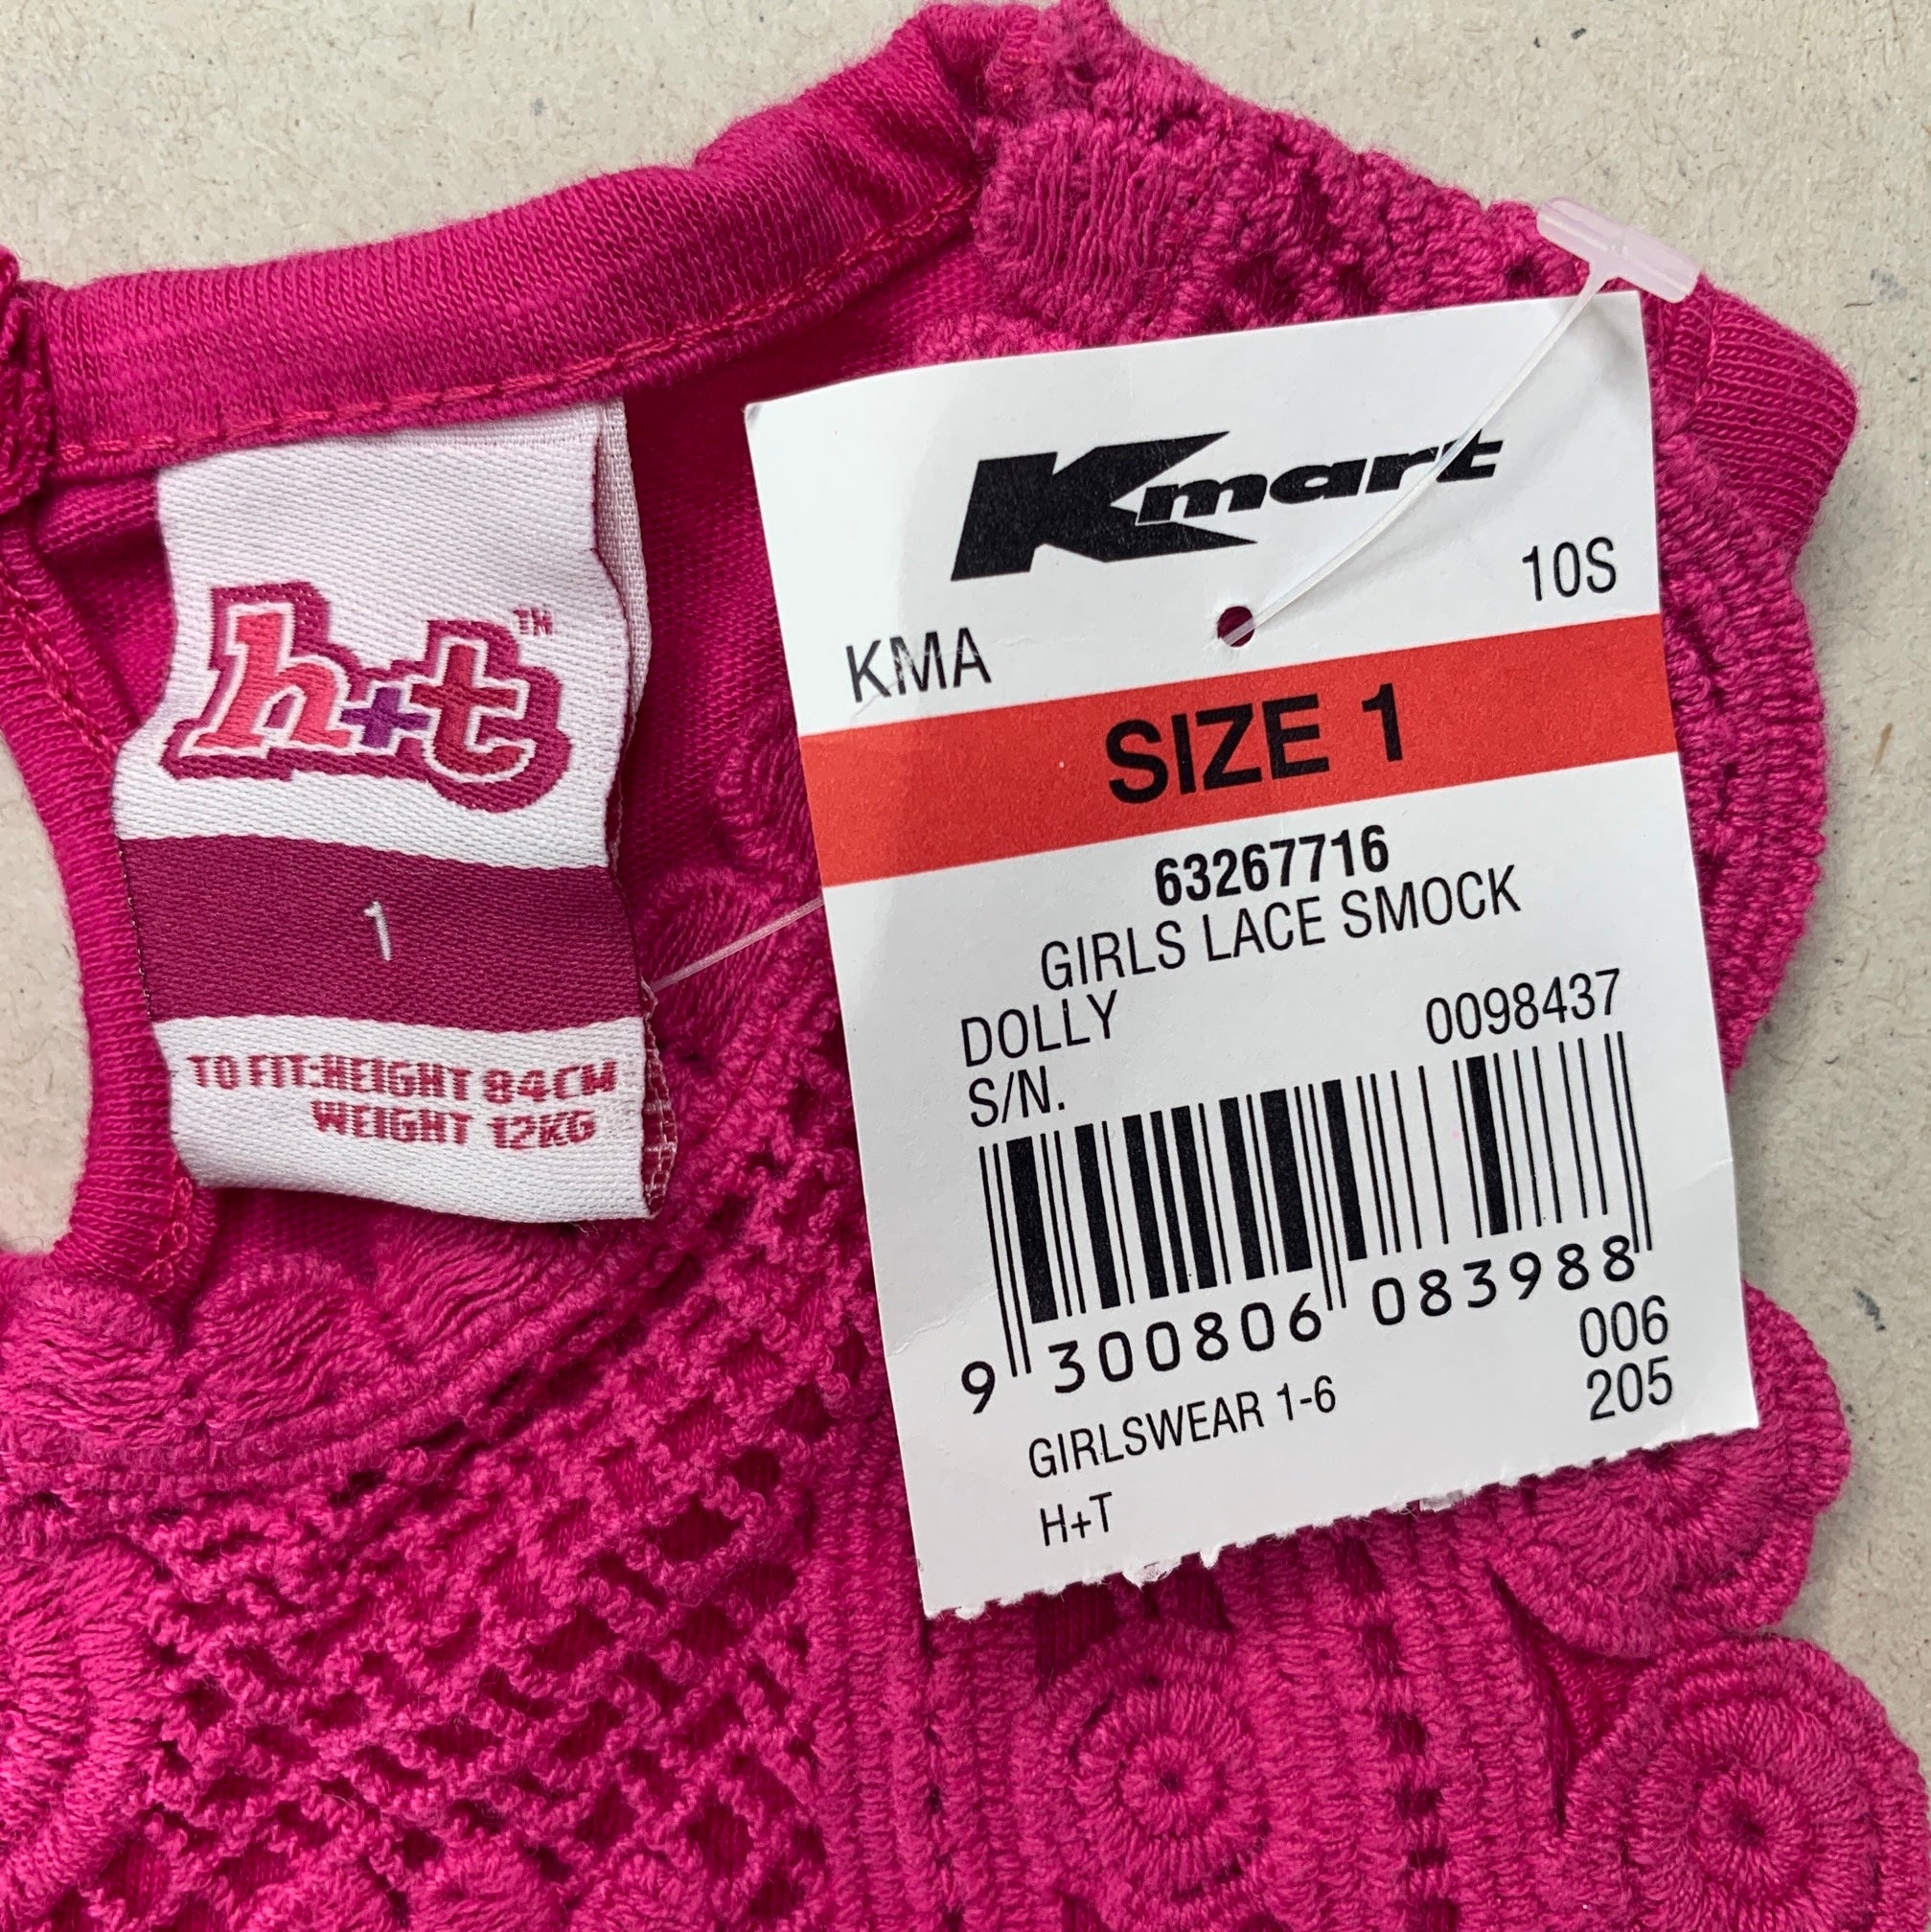 h+t™
1
TO FIT:HEIGHT 84CM
WEIGHT 12KG
Kmart
10S
KMA
SIZE 1
63267716
GIRLS LACE SMOCK
DOLLY 0098437
S/N.
9 300806 083988
006
GIRLSWEAR 1-6 205
H+T